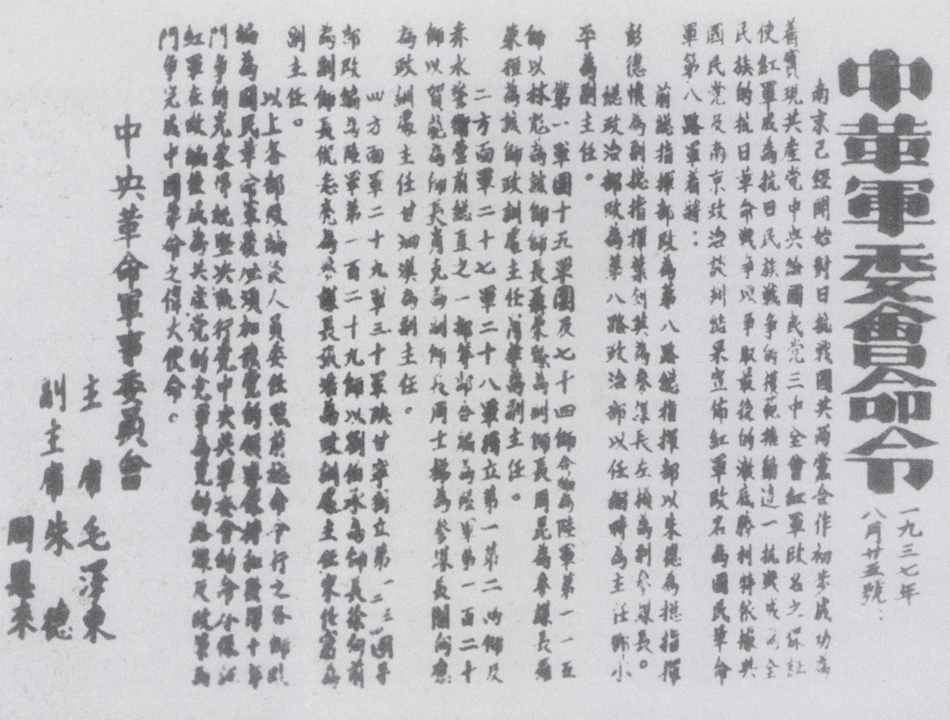 中革軍委會命令
一九三七年
八月廿五號：
南京已經開始對日抗戰國共兩黨合作初步成功為
着實現共產黨中央給國民黨三中全會紅軍改名之保証
使紅軍成為抗日民族戰爭的模範推動這一抗戰成為全
民族的抗日革命戰爭以爭取最後的澈底勝利特依據與
國民黨及南京政治談判結果宣佈紅軍改名為國民革命
軍第八路軍着將：
前總指揮部改為第八路總指揮部以朱德為總指揮
彭德懷為副總指揮葉劍英為參謀長左權為副參謀長。
總政治部改為第八路政治部以任弼時為主任鄧小
平為副主任。
第一軍團十五軍團及七十四師合編為陸軍第一一五
師以林彪為該師師長聶榮臻為副師長周昆為參謀長羅
榮桓為該師政訓處主任蕭華為副主任。
二方面軍二十七軍二十八軍獨立第一第二兩師及
赤水警衛營前總直之一部等部合編為陸軍第一百二十
師以賀龍為師長肖克為副師長周士梯為參謀長關向應
為政訓處主任甘泗淇為副主任。
四方面軍二十九軍三十軍陝甘寧獨立第一二三四團等
部改編為陸軍第一百二十九師以劉伯承為師長徐向前
為副師長倪志亮為參謀長張浩為政訓處主任宋任窮為
副主任。
以上各部改編後人員委任照前總命令行之各師改
編為國民革命軍後必須加強黨的領導保持和發揚十年
鬥爭的光榮傳統堅決執行黨中央與軍委會的命令保証
紅軍在改編後成為共產黨的黨軍為黨的路線及政策而
鬥爭完成中國革命之偉大使命。
中央革命軍事委員會
主席 毛澤東
副主席 朱德
周恩來